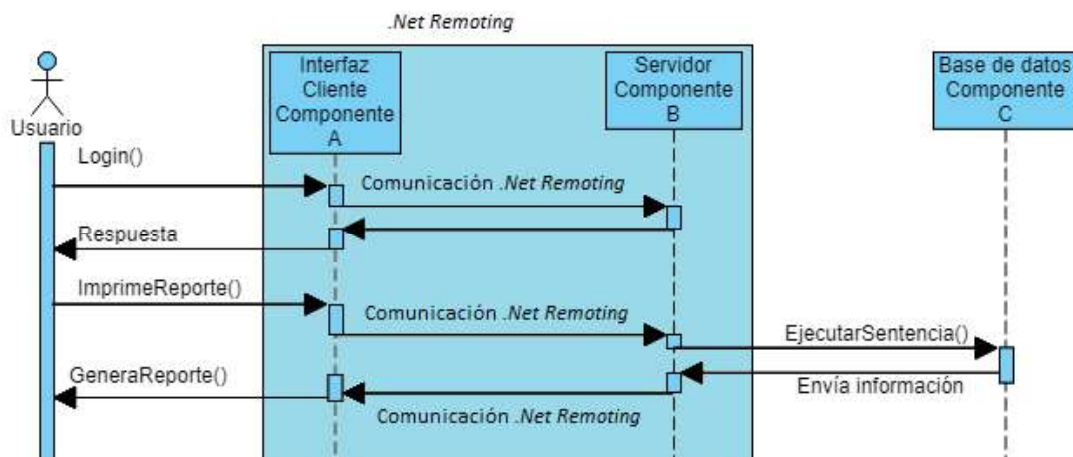 .Net Remoting
Interfaz
Cliente
Componente
A
Servidor
Componente
B
Base de datos
Componente
C
Usuario
Login()
Comunicación .Net Remoting
Respuesta
ImprimeReporte()
Comunicación .Net Remoting
EjecutarSentencia()
GeneraReporte()
Envía información
Comunicación .Net Remoting